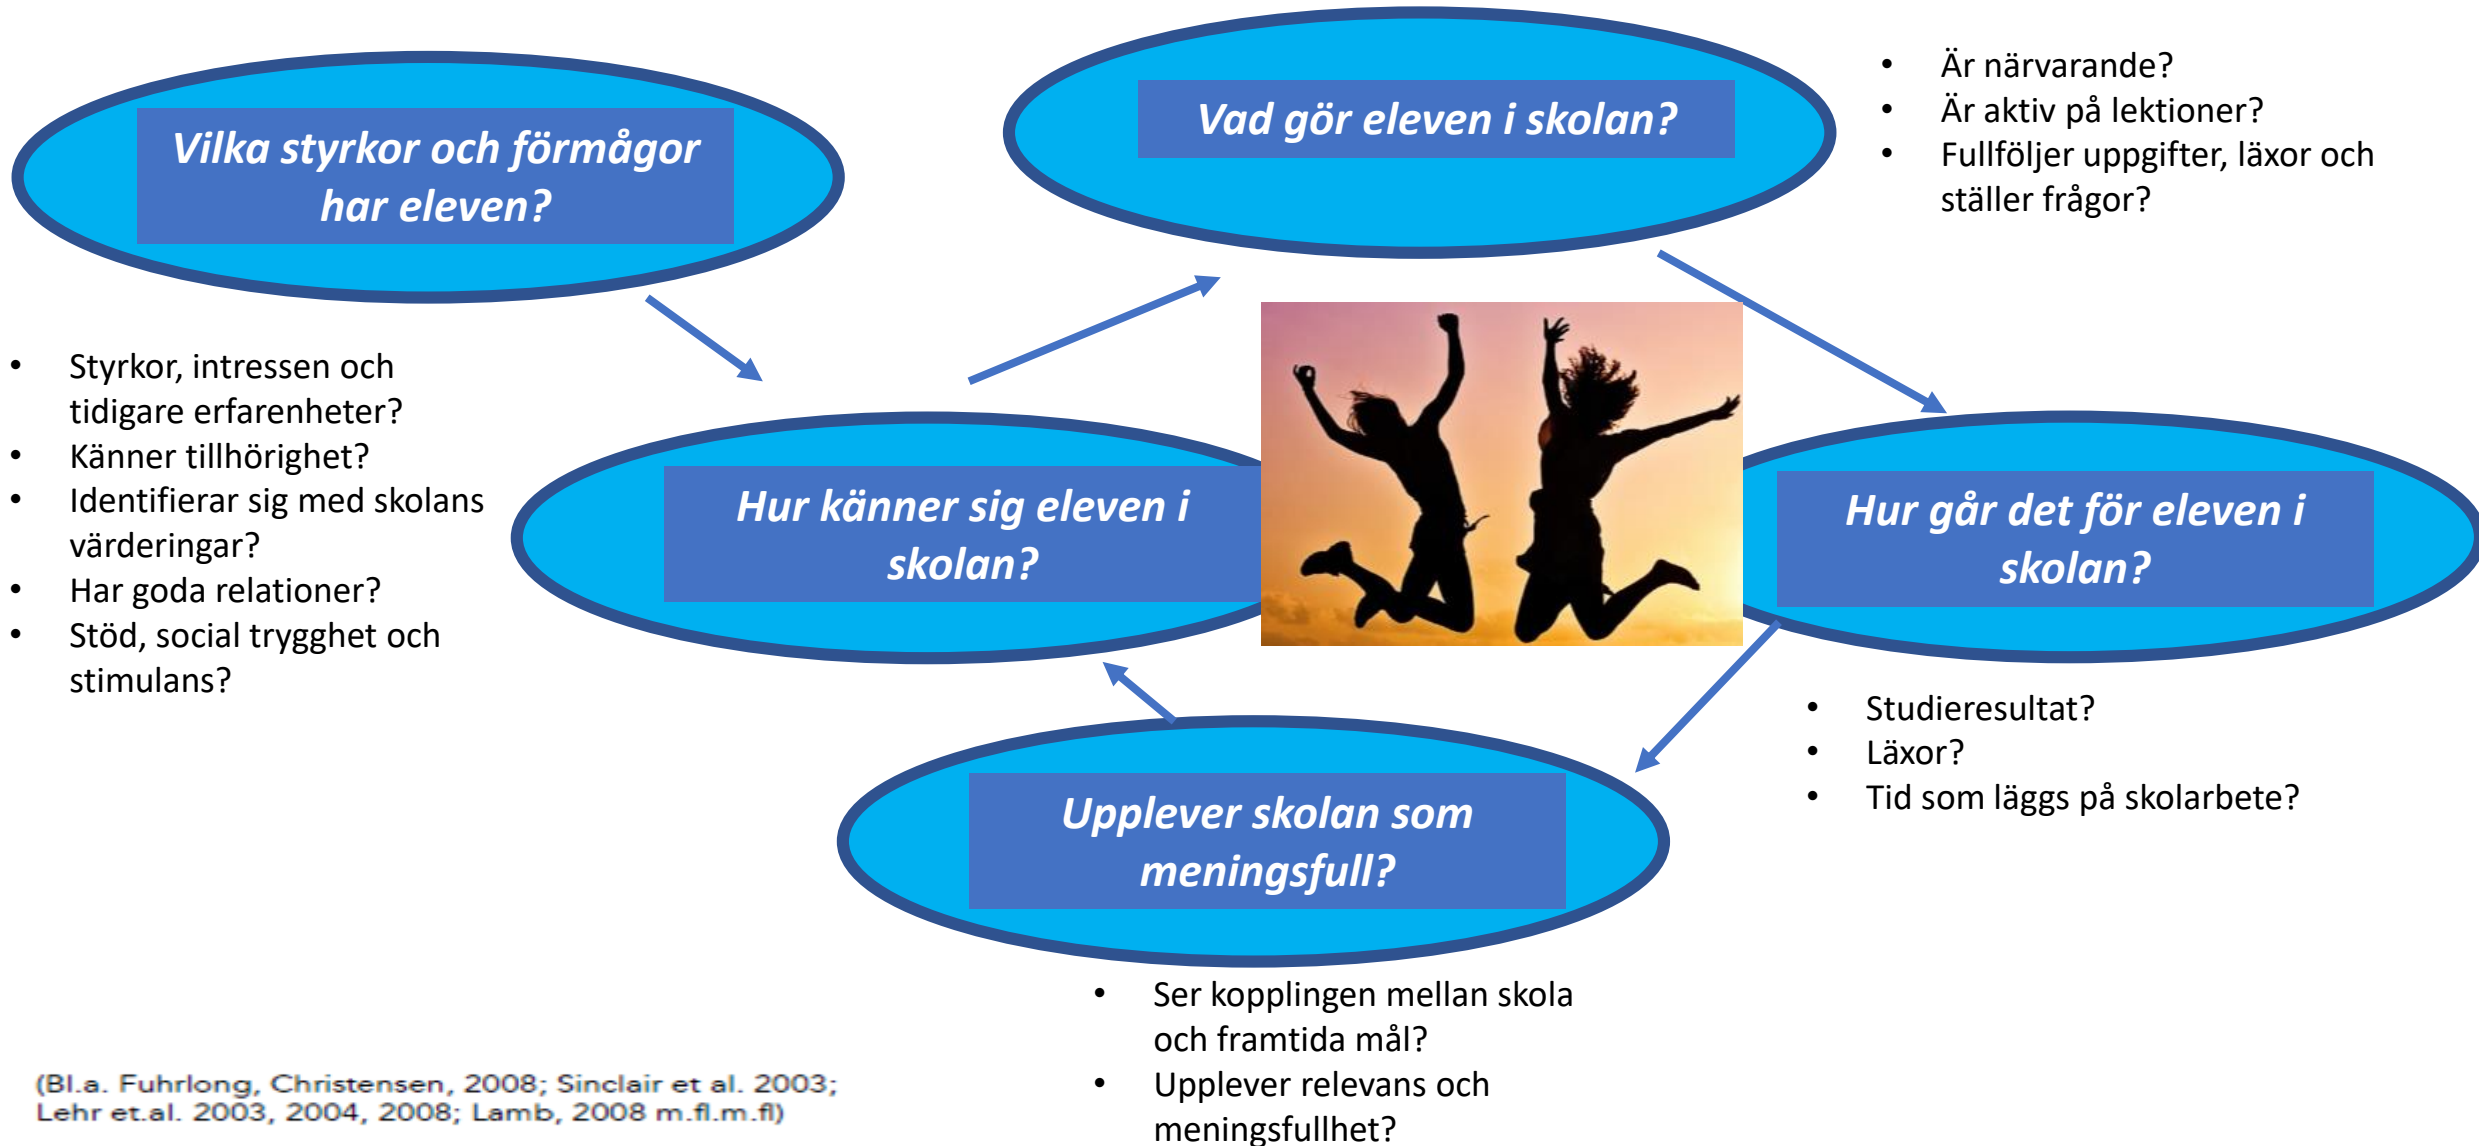 Vilka styrkor och förmågor
har eleven?
Vad gör eleven i skolan?
• Är närvarande?
• Är aktiv på lektioner?
• Fullföljer uppgifter, läxor och
ställer frågor?
• Styrkor, intressen och
tidigare erfarenheter?
• Känner tillhörighet?
• Identifierar sig med skolans
värderingar?
• Har goda relationer?
• Stöd, social trygghet och
stimulans?
Hur känner sig eleven i
skolan?
Hur går det för eleven i
skolan?
• Studieresultat?
• Läxor?
• Tid som läggs på skolarbete?
Upplever skolan som
meningsfull?
• Ser kopplingen mellan skola
och framtida mål?
• Upplever relevans och
meningsfullhet?
(Bl.a. Fuhrlong, Christensen, 2008; Sinclair et al. 2003;
Lehr et.al. 2003, 2004, 2008; Lamb, 2008 m.fl.m.fl)